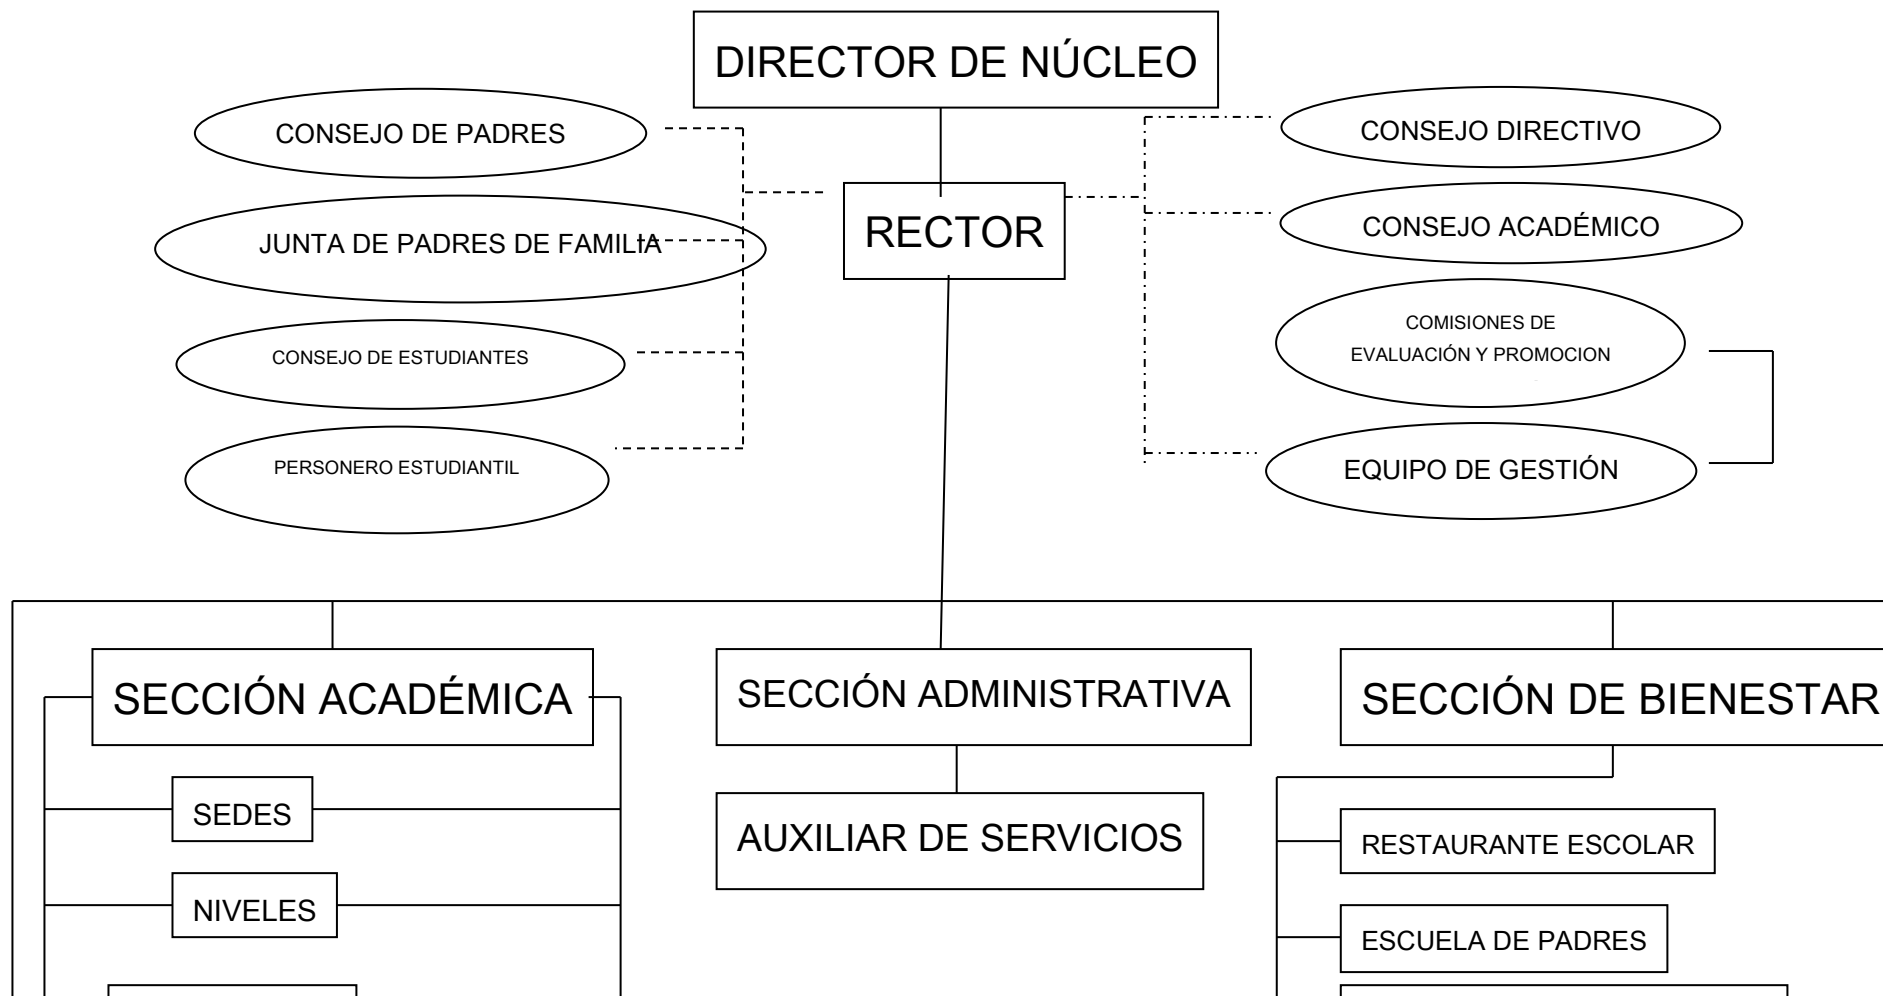 DIRECTOR DE NÚCLEO
CONSEJO DE PADRES
CONSEJO DIRECTIVO
RECTOR
CONSEJO ACADÉMICO
JUNTA DE PADRES DE FAMILIA
COMISIONES DE
EVALUACIÓN Y PROMOCION
CONSEJO DE ESTUDIANTES
PERSONERO ESTUDIANTIL
EQUIPO DE GESTIÓN
SECCIÓN ACADÉMICA
SECCIÓN ADMINISTRATIVA
SECCIÓN DE BIENESTAR
SEDES
AUXILIAR DE SERVICIOS
RESTAURANTE ESCOLAR
NIVELES
ESCUELA DE PADRES